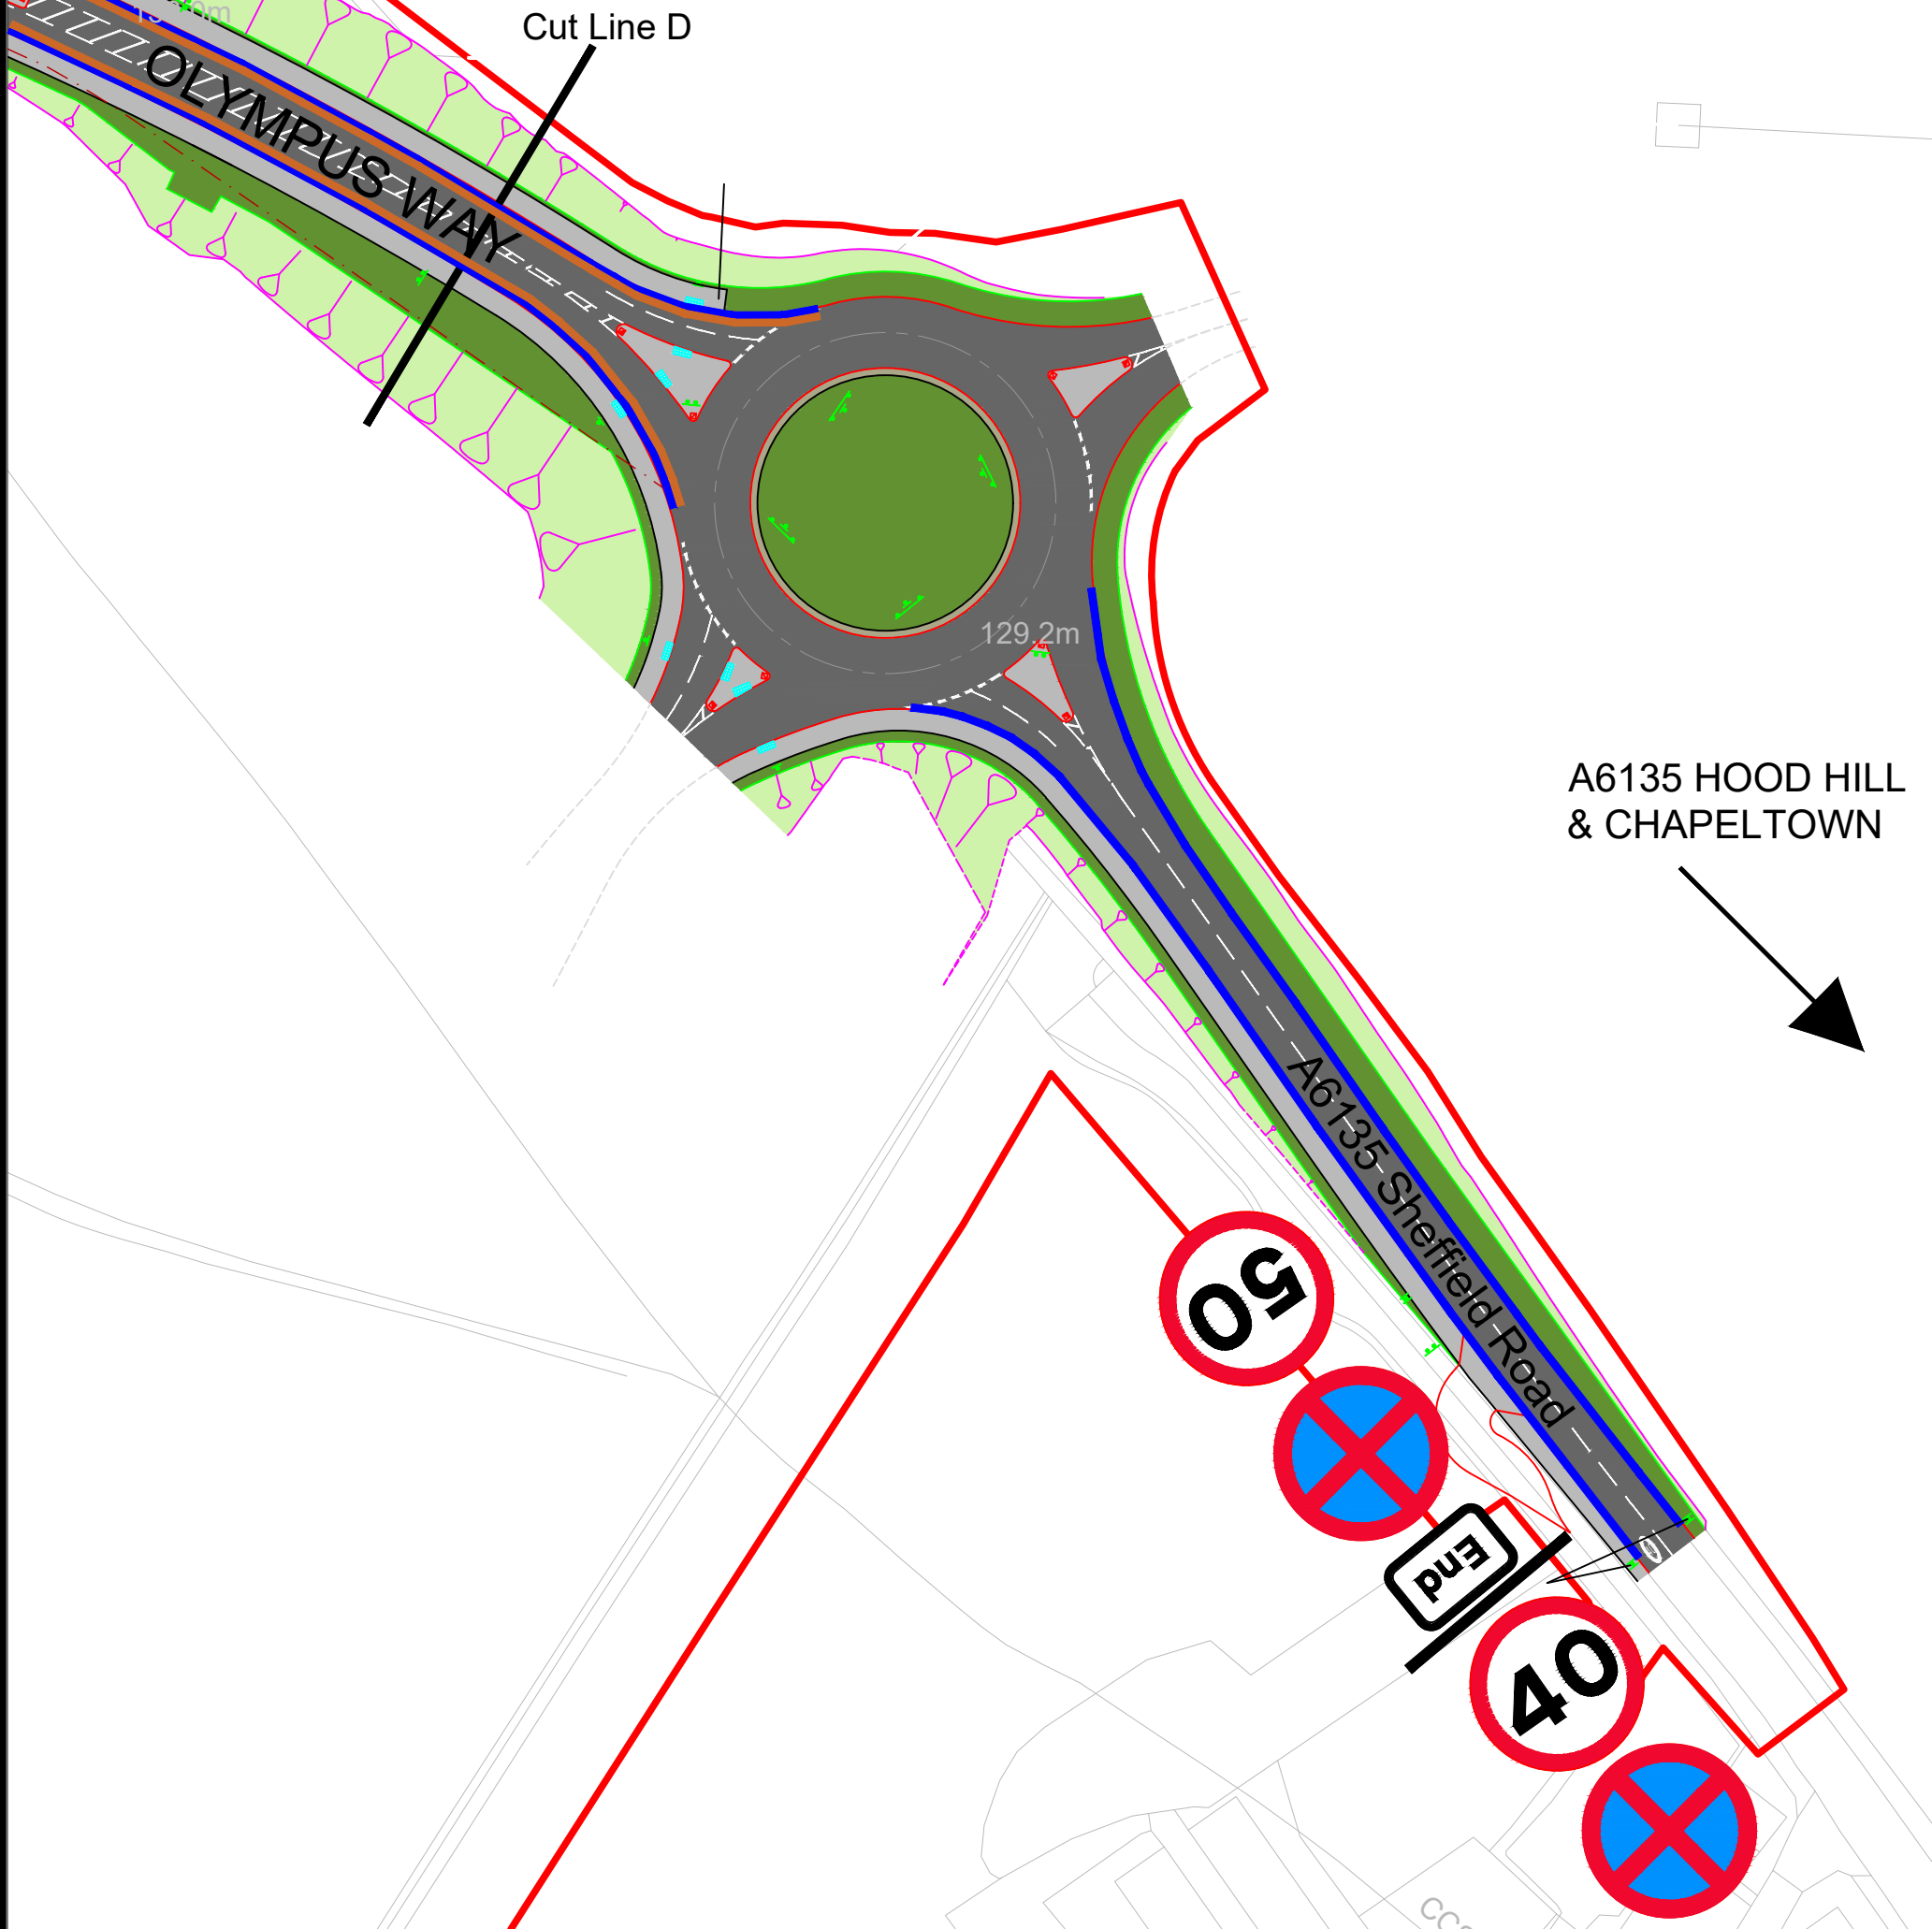 Cut Line D
OLYMPUS WAY
129.2m
A6135 HOOD HILL
& CHAPELTOWN
A6135 Sheffield Road
50
End
40